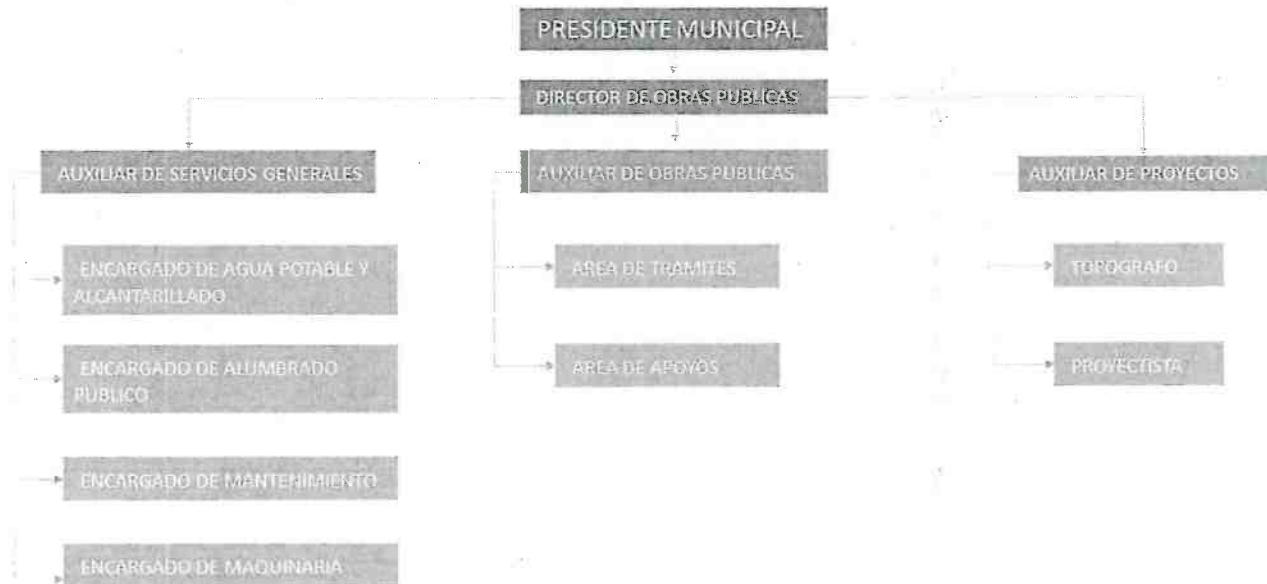 PRESIDENTE MUNICIPAL
DIRECTOR DE OBRAS PUBLICAS
AUXILIAR DE SERVICIOS GENERALES
ENCARGADO DE AGUA POTABLE Y
ALCANTARILLADO
ENCARGADO DE ALUMBRADO
PUBLICO
ENCARGADO DE MANTENIMIENTO
ENCARGADO DE MAQUINARIA
AUXILIAR DE OBRAS PUBLICAS
AREA DE TRAMITES
AREA DE APOYOS
AUXILIAR DE PROYECTOS
TOPOGRAFO
PROYECTISTA